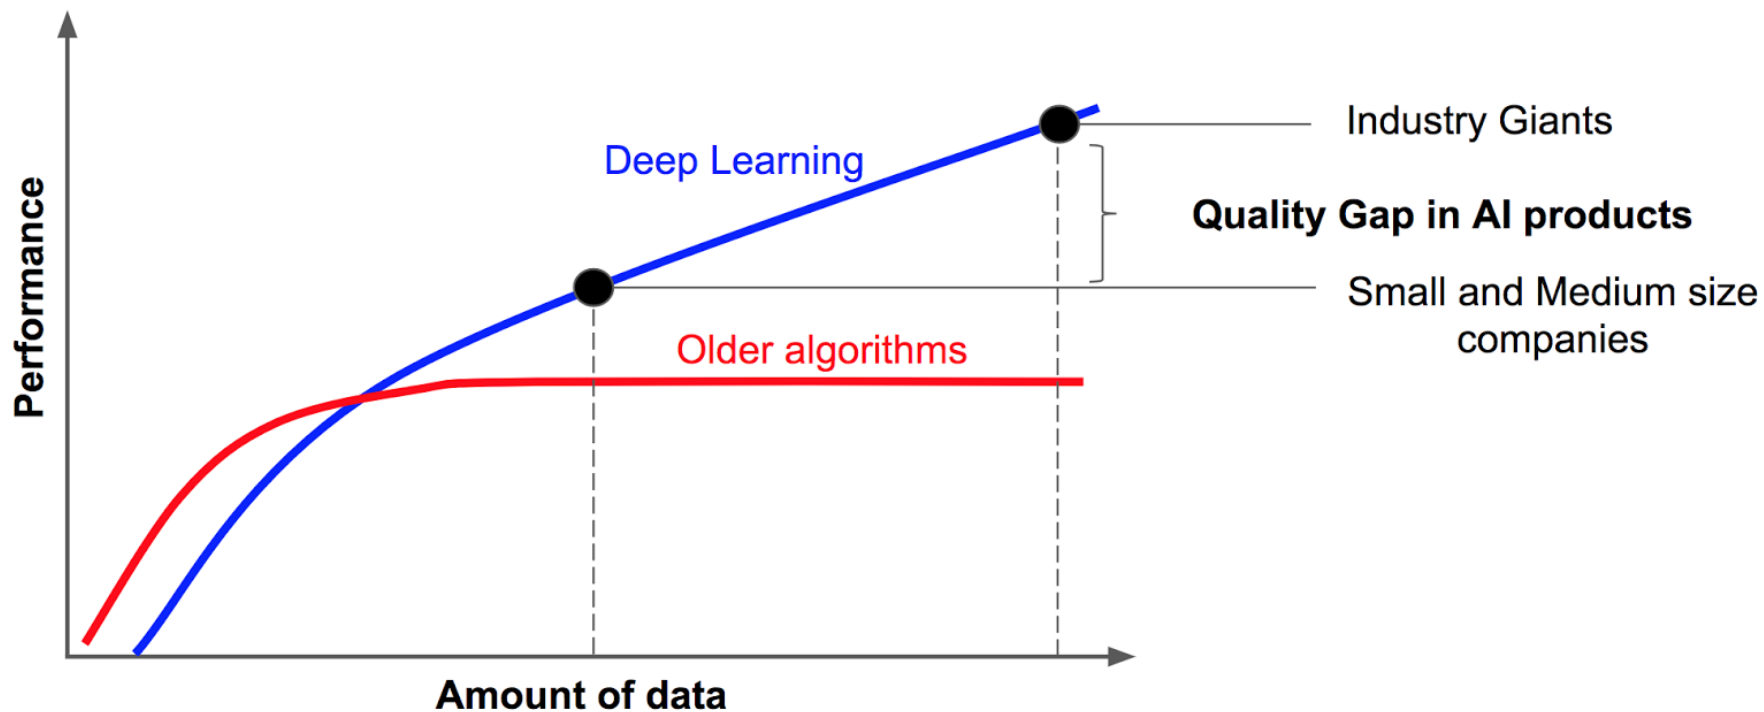 Industry Giants
Deep Learning
Quality Gap in AI products
Performance
Small and Medium size
companies
Older algorithms
Amount of data